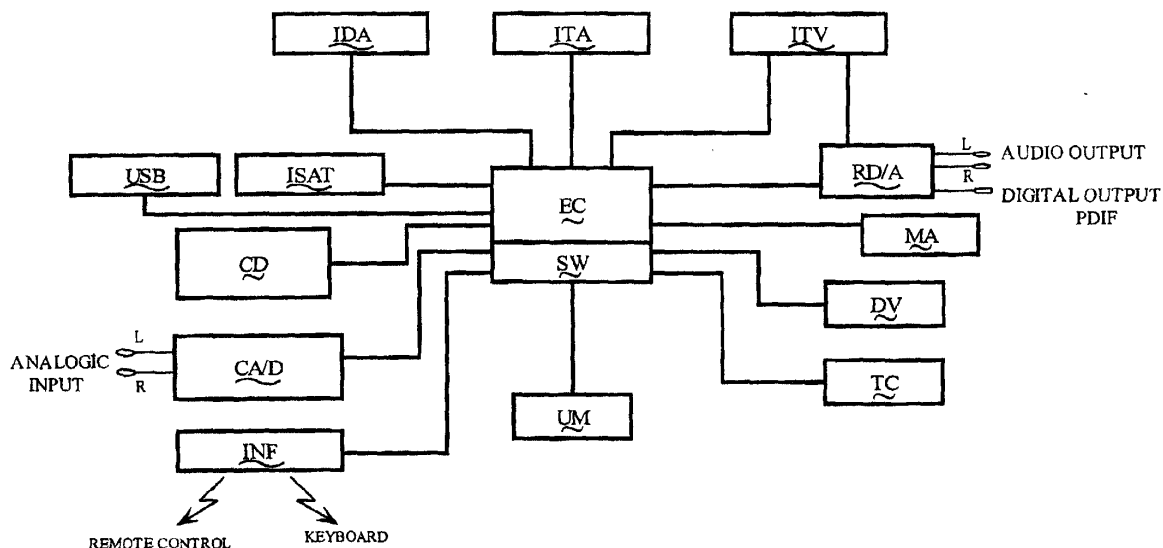 IDA
ITA
ITV
USB
ISAT
EC
RD/A
L
R
AUDIO OUTPUT
DIGITAL OUTPUT
PDIF
MA
CD
SW
DV
L
R
ANALOGIC
INPUT
CA/D
TC
UM
INF
REMOTE CONTROL
KEYBOARD